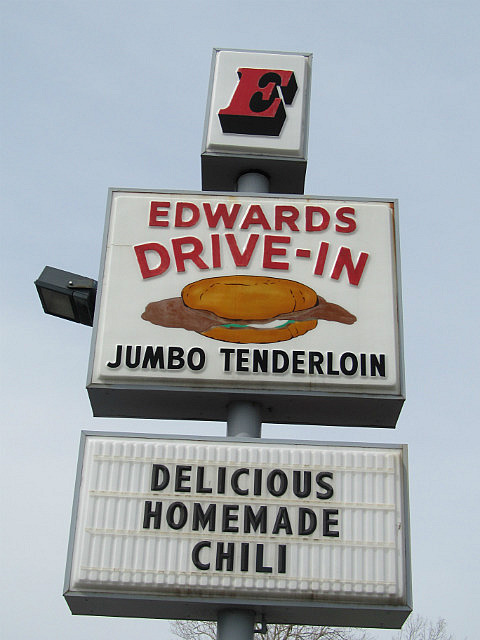 E
EDWARDS
DRIVE-IN
JUMBO TENDERLOIN
DELICIOUS
HOMEMADE
CHILI